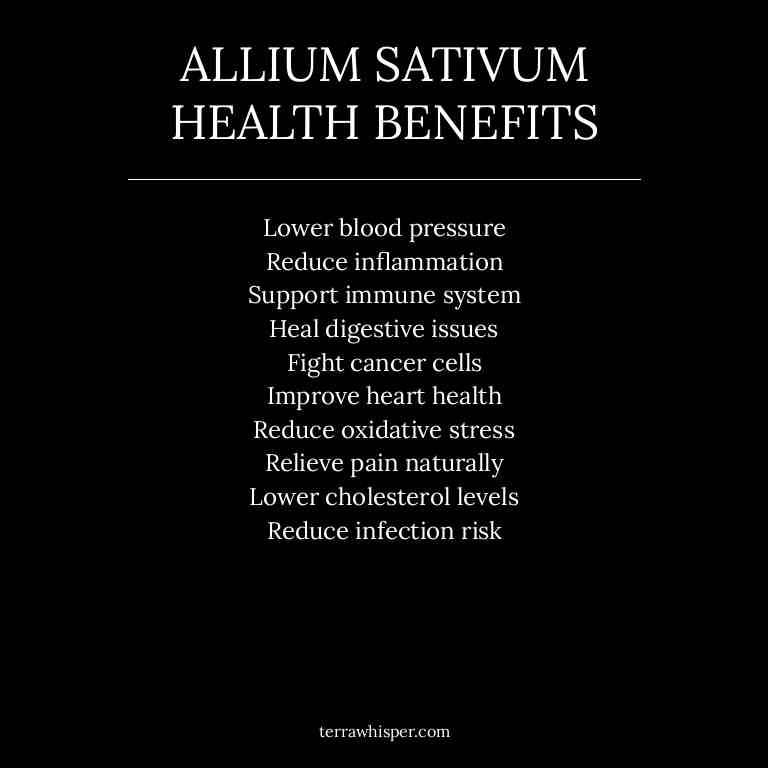 ALLIUM SATIVUM
HEALTH BENEFITS
Lower blood pressure
Reduce inflammation
Support immune system
Heal digestive issues
Fight cancer cells
Improve heart health
Reduce oxidative stress
Relieve pain naturally
Lower cholesterol levels
Reduce infection risk
terrawhisper.com